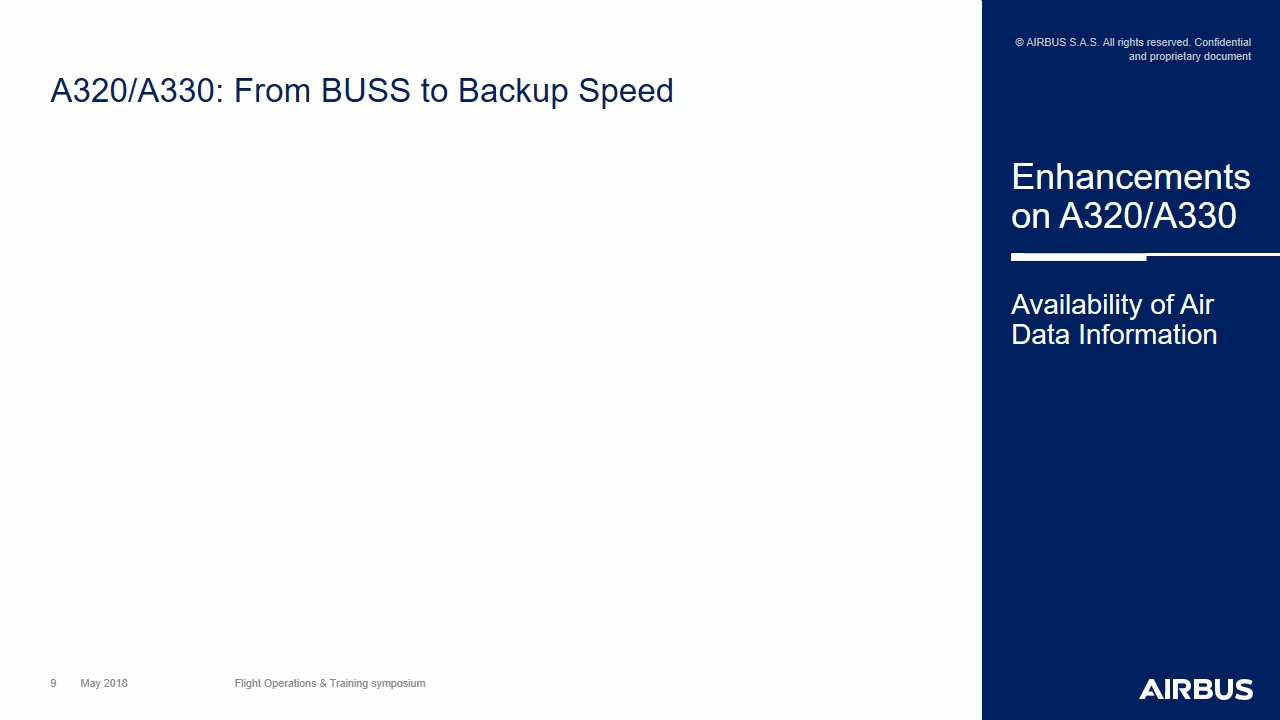 © AIRBUS S.A.S. All rights reserved. Confidential
and proprietary document
A320/A330: From BUSS to Backup Speed
Enhancements
on A320/A330
Availability of Air
Data Information
9 May 2018 Flight Operations & Training symposium
AIRBUS